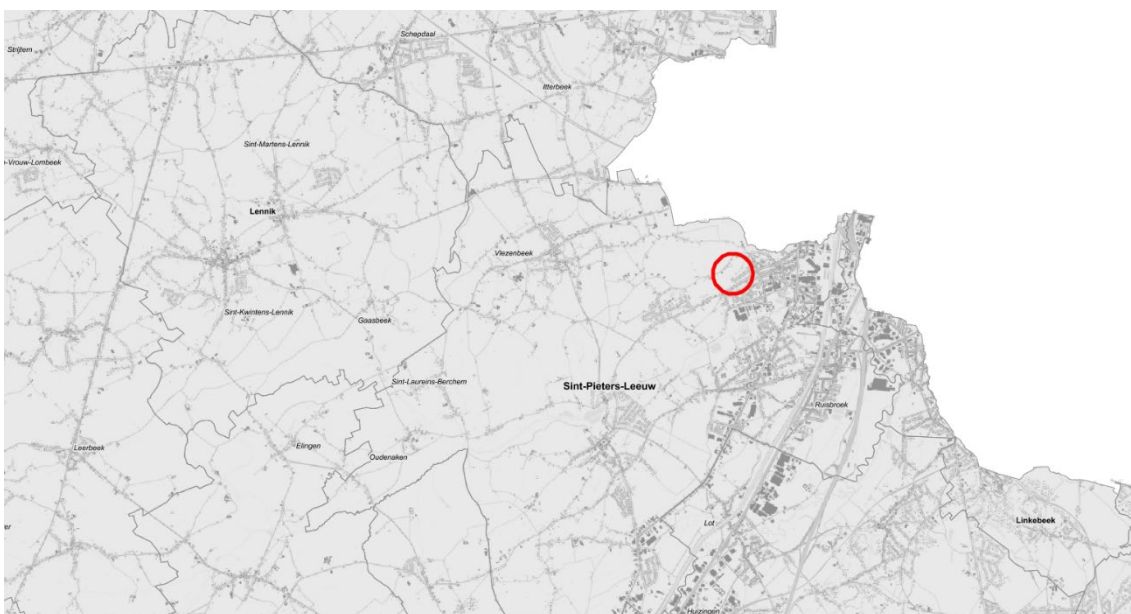 Schepdaal
Strijtem
Itterbeek
Sint-Martens-Lennik
-Vrouw-Lombeek
Lennik
Vlezenbeek
Sint-Kwintens-Lennik
Gaasbeek
Sint-Laureins-Berchem
Sint-Pieters-Leeuw
Ruisbroek
Leerbeek
Elingen
Oudenaken
Lot
Linkebeek
Huizingen